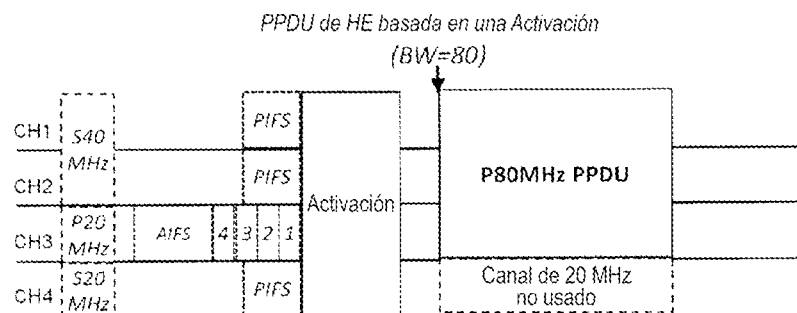 PPDU de HE basada en una Activación
(BW=80)
CH1
S40
MHz
PIFS
CH2
PIFS
Activación
P80MHz PPDU
CH3
P20
MHz
AIFS
4
3
2
1
CH4
S20
MHz
PIFS
Canal de 20 MHz
no usado